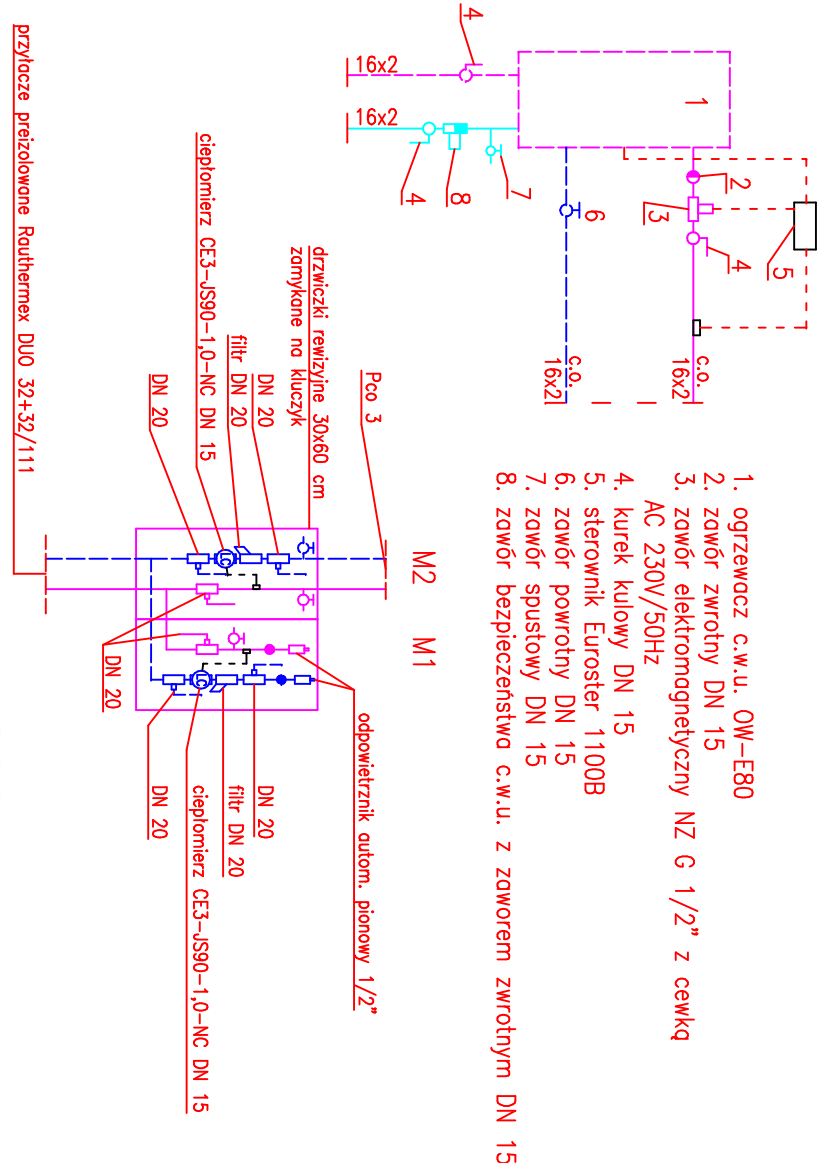 1
2
3
4
5
4
16x2
16x2
4
8
7
6
c.o.
16x2
c.o.
16x2
1. ogrzewacz c.w.u. OW-E80
2. zawór zwrotny DN 15
3. zawór elektromagnetyczny NZ G 1/2" z cewką
AC 230V/50Hz
4. kurek kulowy DN 15
5. sterownik Euroster 1100B
6. zawór powrotny DN 15
7. zawór spustowy DN 15
8. zawór bezpieczeństwa c.w.u. z zaworem zwrotnym DN 15
M2
M1
Pco 3
drzwiczki rewizyjne 30x60 cm
zamykane na kluczyk
DN 20
filtr DN 20
ciepłomierz CE3-JS90-1,0-NC DN 15
DN 20
przyłącze preizolowane Rauthermex DUO 32+32/111
LC
LC
DN 20
odpowietrznik autom. pionowy 1/2"
DN 20
filtr DN 20
ciepłomierz CE3-JS90-1,0-NC DN 15
DN 20